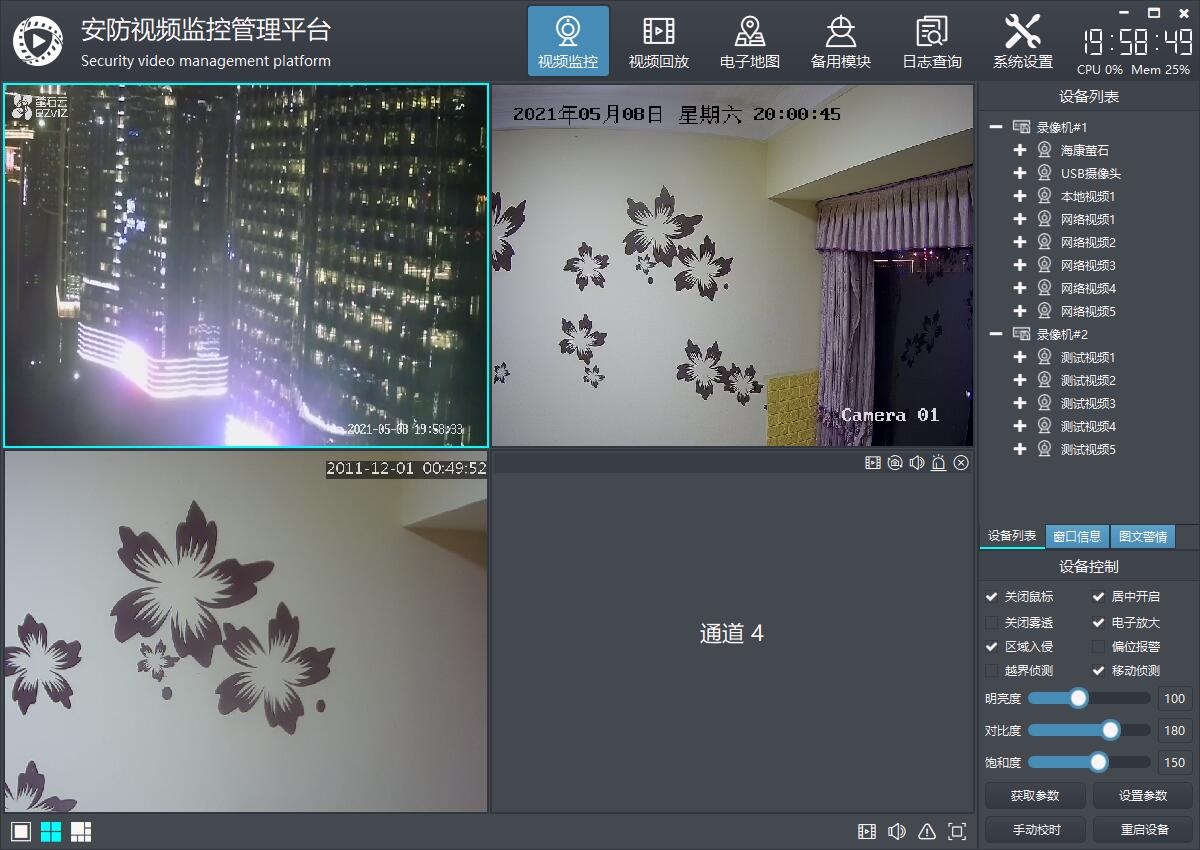 安防视频监控管理平台
Security video management platform
视频监控
视频回放
电子地图
备用模块
日志查询
系统设置
19:58:49
CPU 0% Mem 25%
萤石云
EZVIZ
2021-05-08 19:58:33
2021年05月08日 星期六 20:00:45
Camera 01
2011-12-01 00:49:52
通道 4
设备列表
录像机#1
海康萤石
USB摄像头
本地视频1
网络视频1
网络视频2
网络视频3
网络视频4
网络视频5
录像机#2
测试视频1
测试视频2
测试视频3
测试视频4
测试视频5
设备列表
窗口信息
图文警情
设备控制
关闭鼠标
居中开启
关闭雾透
电子放大
区域入侵
偏位报警
越界侦测
移动侦测
明亮度 100
对比度 180
饱和度 150
获取参数
设置参数
手动校时
重启设备